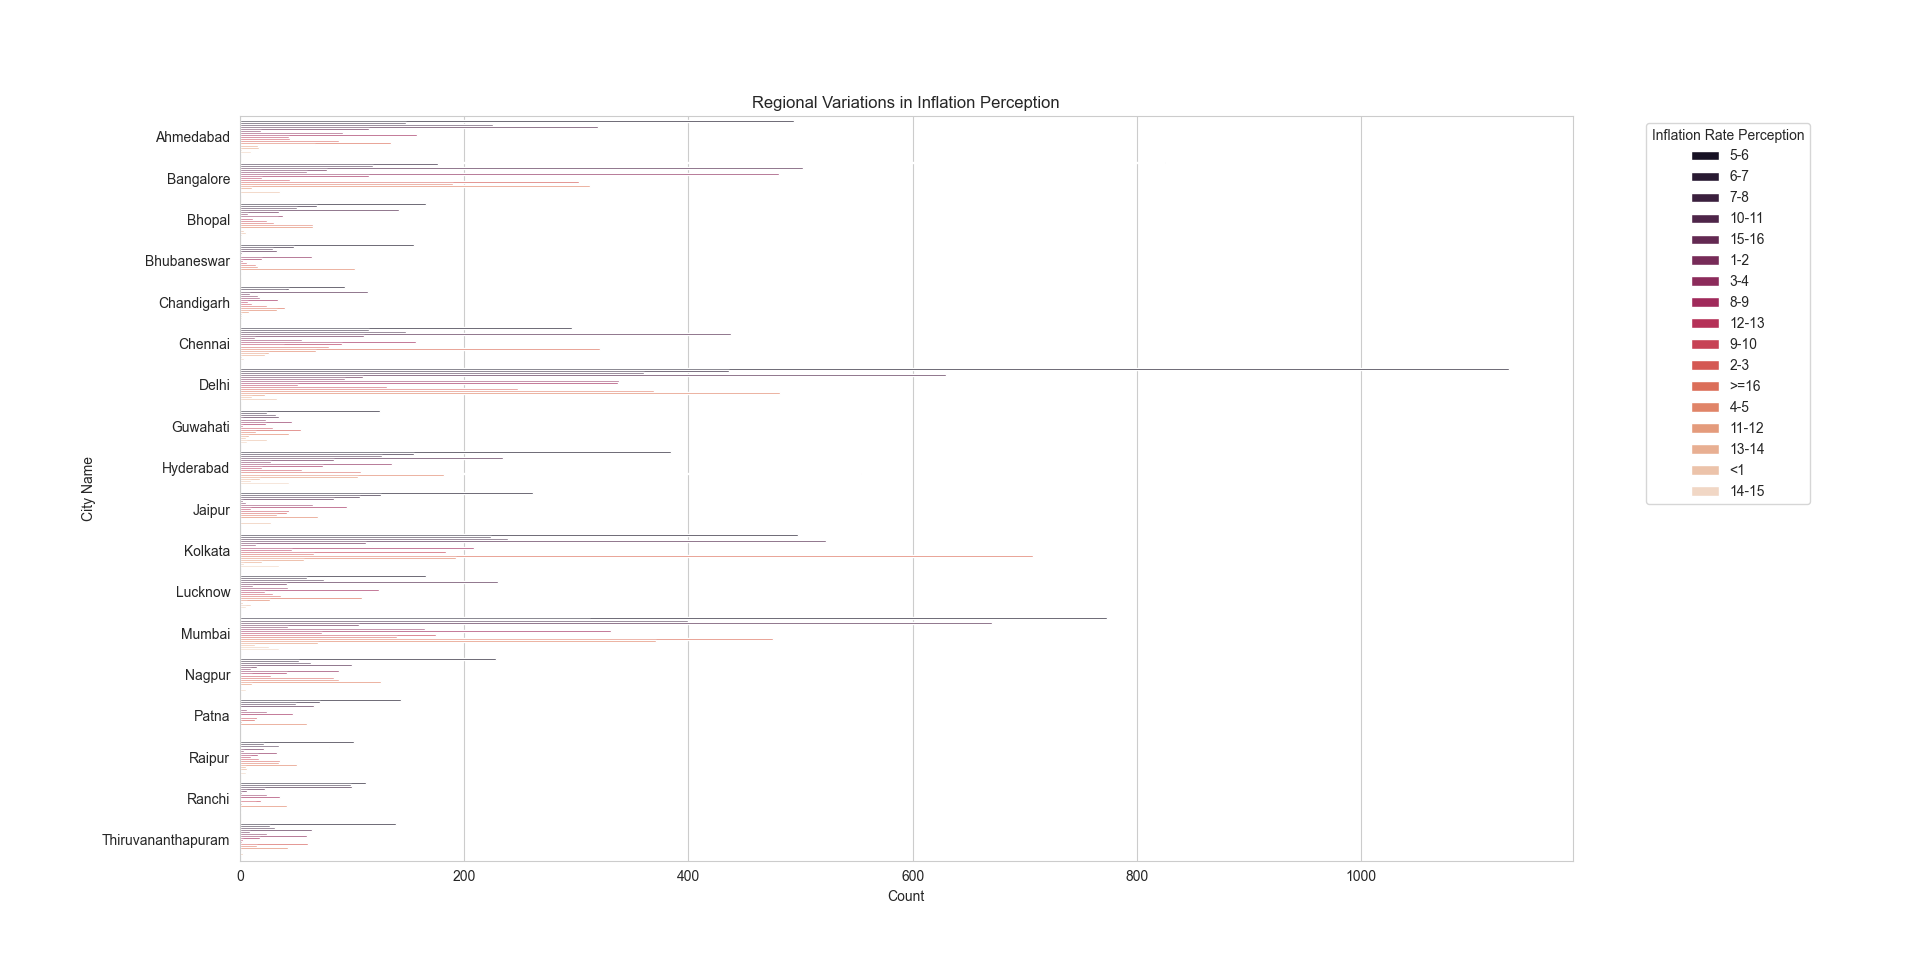 Regional Variations in Inflation Perception
City Name
Ahmedabad
Bangalore
Bhopal
Bhubaneswar
Chandigarh
Chennai
Delhi
Guwahati
Hyderabad
Jaipur
Kolkata
Lucknow
Mumbai
Nagpur
Patna
Raipur
Ranchi
Thiruvananthapuram
0 200 400 600 800 1000
Count
Inflation Rate Perception
5-6
6-7
7-8
10-11
15-16
1-2
3-4
8-9
12-13
9-10
2-3
>=16
4-5
11-12
13-14
<1
14-15